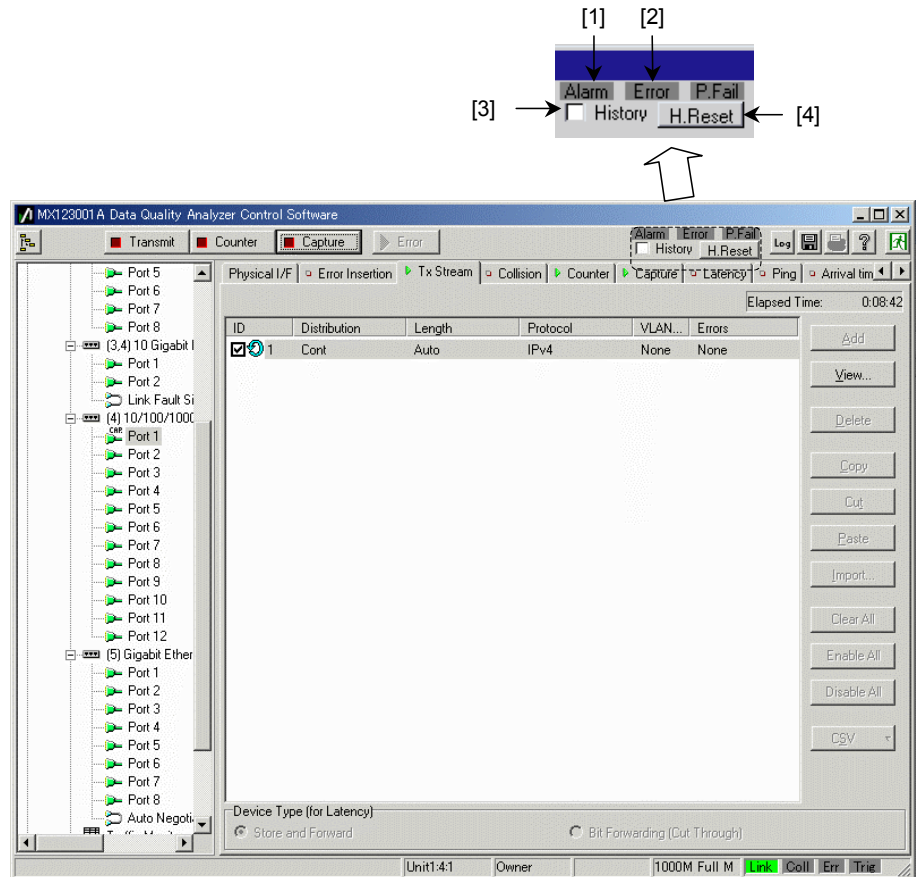 [1] [2]
Alarm Error P.Fail
[3] History H.Reset [4]
MX123001A Data Quality Analyzer Control Software
Transmit Counter Capture Error
Alarm Error P.Fail
History H.Reset
Log
Port 5
Port 6
Port 7
Port 8
(3,4) 10 Gigabit
Port 1
Port 2
Link Fault Si
(4) 10/100/1000
CAP. Port 1
Port 2
Port 3
Port 4
Port 5
Port 6
Port 7
Port 8
Port 9
Port 10
Port 11
Port 12
(5) Gigabit Ether
Port 1
Port 2
Port 3
Port 4
Port 5
Port 6
Port 7
Port 8
Auto Negoti
Physical I/F Error Insertion Tx Stream Collision Counter Capture Latency Ping Arrival tim
Elapsed Time: 0:08:42
ID Distribution Length Protocol VLAN... Errors
1 Cont Auto IPv4 None None
Add
View...
Delete
Copy
Cut
Paste
Import...
Clear All
Enable All
Disable All
CSV
Device Type (for Latency)
Store and Forward Bit Forwarding (Cut Through)
Unit1:4:1 Owner 1000M Full M Link Coll Err Trig